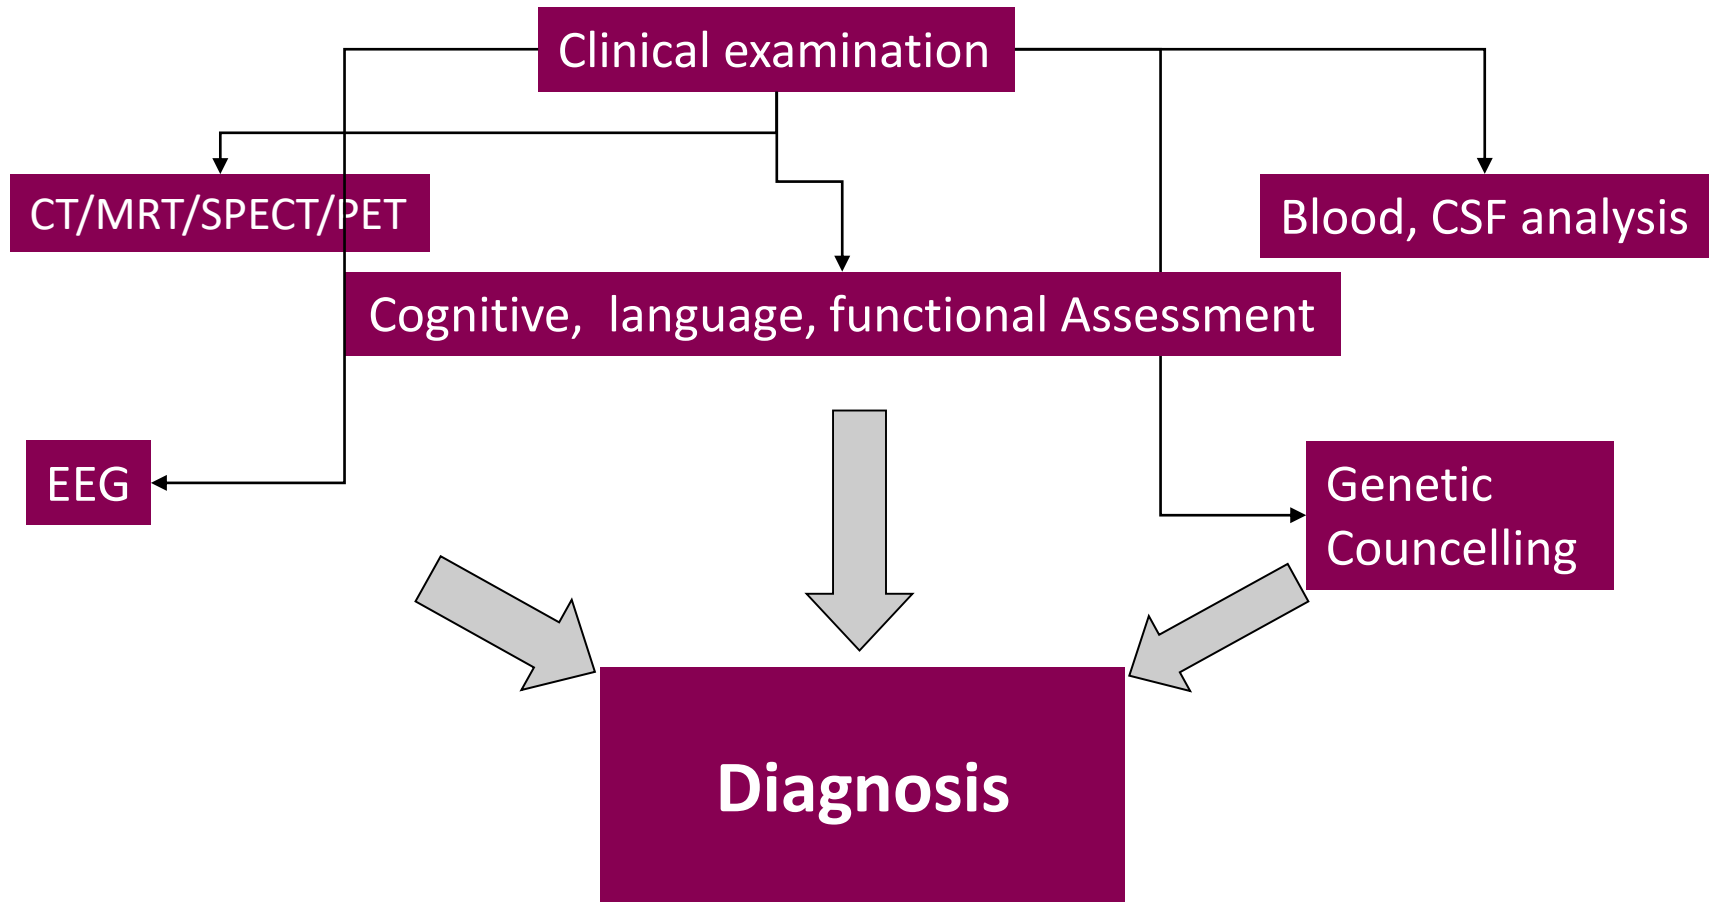 Clinical examination
CT/MRT/SPECT/PET
Blood, CSF analysis
Cognitive,  language, functional Assessment
EEG
Genetic
Councelling
Diagnosis